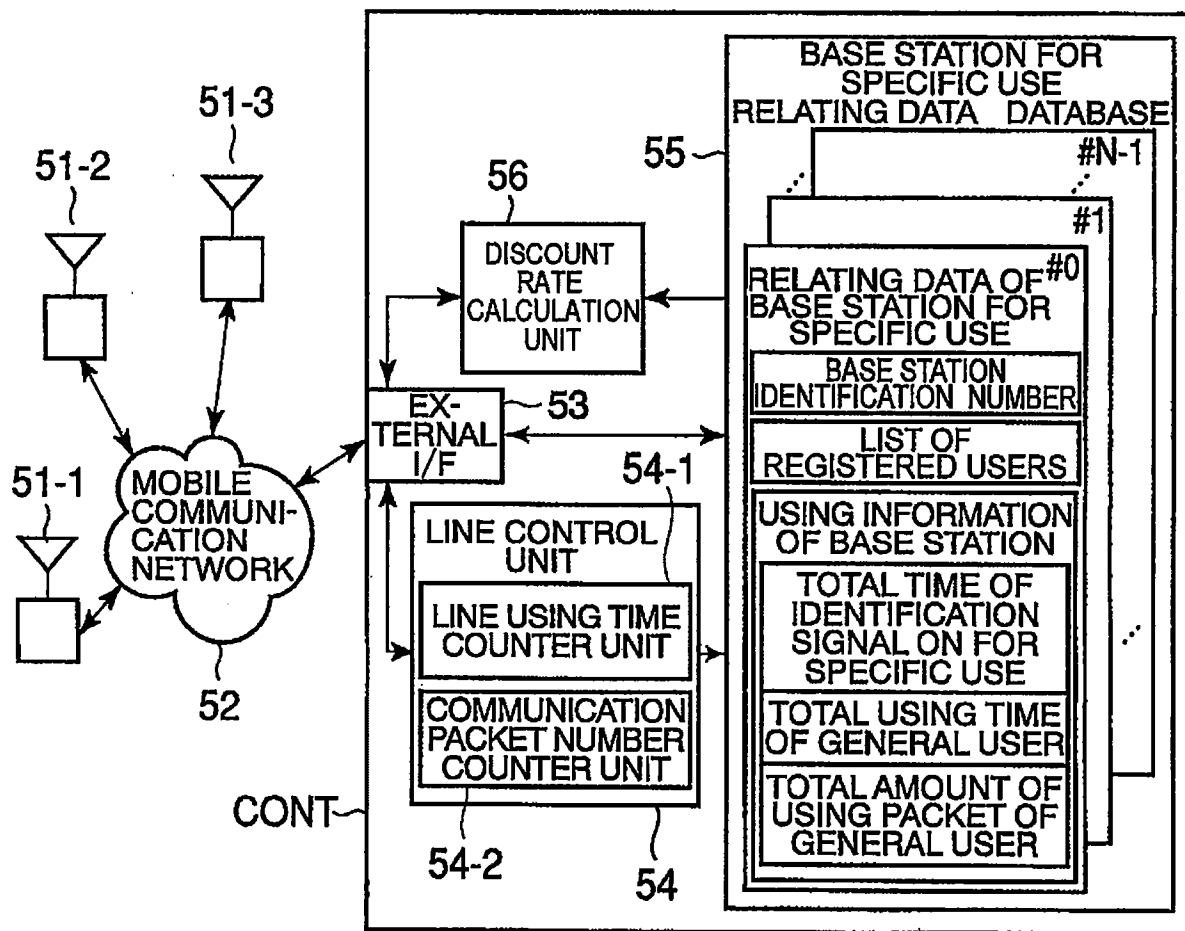 BASE STATION FOR
SPECIFIC USE
RELATING DATA DATABASE
51-3
51-2
55
#N-1
56
#1
DISCOUNT
RATE
CALCULATION
UNIT
#0
RELATING DATA OF
BASE STATION FOR
SPECIFIC USE
BASE STATION
IDENTIFICATION NUMBER
EX-
TERNAL
I/F
53
LIST OF
REGISTERED USERS
51-1
MOBILE
COMMUNI-
CATION
NETWORK
54-1
LINE CONTROL
UNIT
USING INFORMATION
OF BASE STATION
LINE USING TIME
COUNTER UNIT
TOTAL TIME OF
IDENTIFICATION
SIGNAL ON FOR
SPECIFIC USE
52
COMMUNICATION
PACKET NUMBER
COUNTER UNIT
TOTAL USING TIME
OF GENERAL USER
TOTAL AMOUNT OF
USING PACKET OF
GENERAL USER
CONT
54-2
54